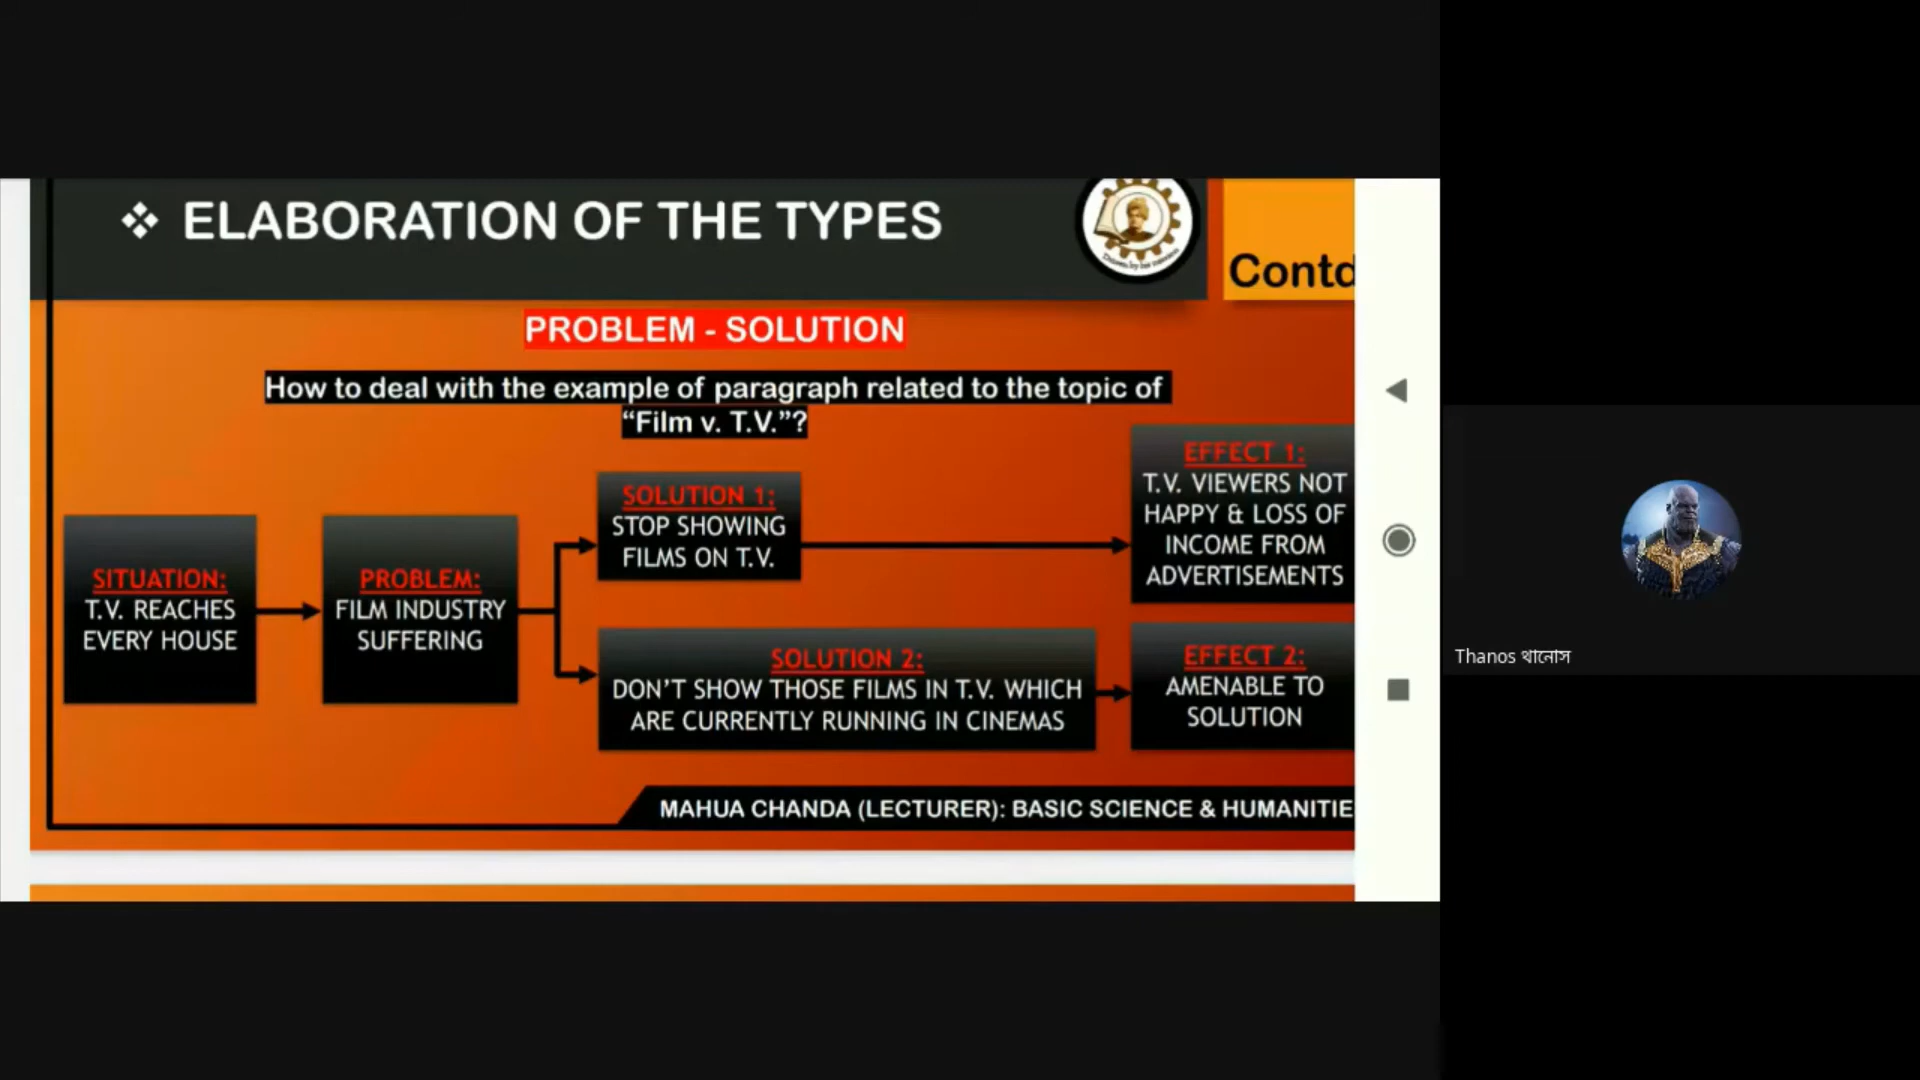 ❖ ELABORATION OF THE TYPES
Contd
PROBLEM - SOLUTION
How to deal with the example of paragraph related to the topic of
“Film v. T.V.”?
SITUATION:
T.V. REACHES
EVERY HOUSE
PROBLEM:
FILM INDUSTRY
SUFFERING
SOLUTION 1:
STOP SHOWING
FILMS ON T.V.
EFFECT 1:
T.V. VIEWERS NOT
HAPPY & LOSS OF
INCOME FROM
ADVERTISEMENTS
SOLUTION 2:
DON’T SHOW THOSE FILMS IN T.V. WHICH
ARE CURRENTLY RUNNING IN CINEMAS
EFFECT 2:
AMENABLE TO
SOLUTION
MAHUA CHANDA (LECTURER): BASIC SCIENCE & HUMANITIE
Thanos থানোস